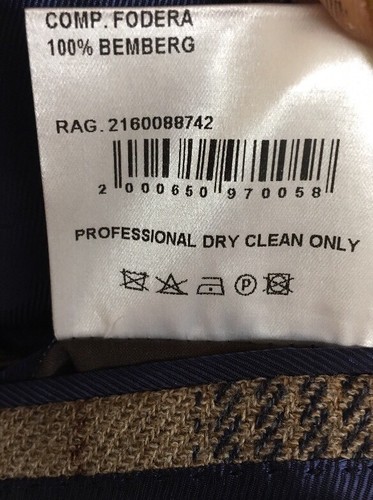 COMP. FODERA
100% BEMBERG
RAG. 2160088742
2 000650 970058
PROFESSIONAL DRY CLEAN ONLY
P